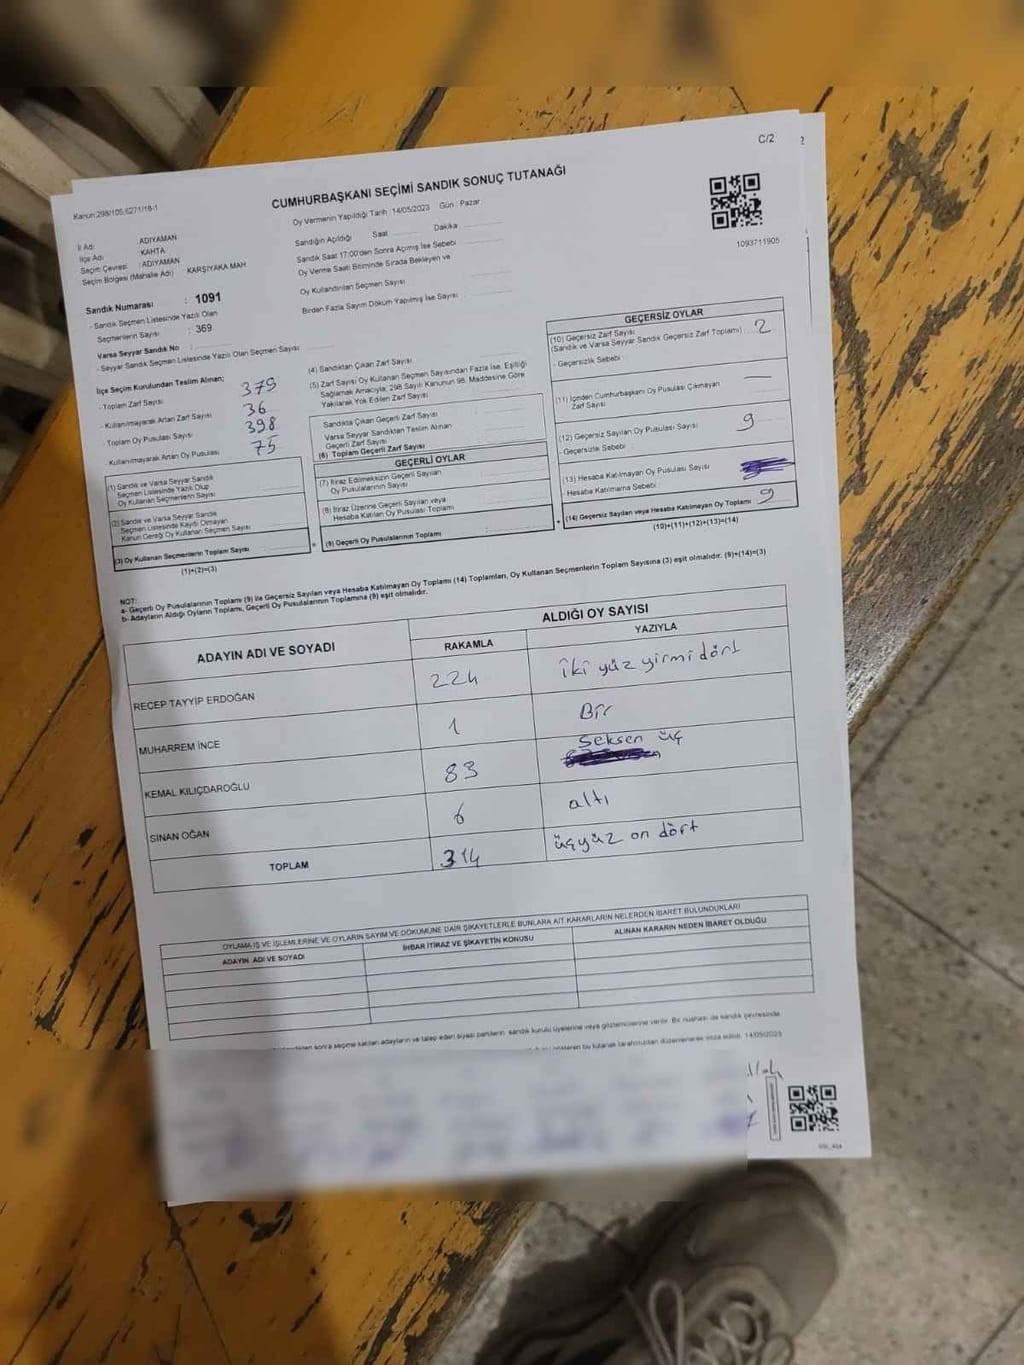 C/2
2
Kanun:298/105;6271/18-1
CUMHURBAŞKANI SEÇİMİ SANDIK SONUÇ TUTANAĞI
Oy Vermenin Yapıldığı Tarih : 14/05/2023 Gün : Pazar
Sandığın Açıldığı Saat Dakika
Sandık Saat 17:00'den Sonra Açılmış İse Sebebi
Oy Verme Saati Bitiminde Sırada Bekleyen ve
Oy Kullandırılan Seçmen Sayısı
Birden Fazla Sayım Döküm Yapılmış İse Sayısı
1093711905
İl Adı ADIYAMAN
İlçe Adı KAHTA
Seçim Çevresi : ADIYAMAN
Seçim Bölgesi (Mahalle Adı) KARŞIYAKA MAH
Sandık Numarası : 1091
- Sandık Seçmen Listesinde Yazılı Olan
Seçmenlerin Sayısı : 369
Varsa Seyyar Sandık No :
- Seyyar Sandık Seçmen Listesinde Yazılı Olan Seçmen Sayısı
İlçe Seçim Kurulundan Teslim Alınan;
- Toplam Zarf Sayısı 379
- Kullanılmayarak Artan Zarf Sayısı 36
- Toplam Oy Pusulası Sayısı 398
- Kullanılmayarak Artan Oy Pusulası 75
(1) Sandık ve Varsa Seyyar Sandık
Seçmen Listesinde Yazılı Olup
Oy Kullanan Seçmenlerin Sayısı
(2) Sandık ve Varsa Seyyar Sandık
Seçmen Listesinde Kaydı Olmayan
Kanun Gereği Oy Kullanan Seçmen Sayısı
(3) Oy Kullanan Seçmenlerin Toplam Sayısı
(1)+(2)=(3)
(4) Sandıktan Çıkan Zarf Sayısı
(5) Zarf Sayısı Oy Kullanan Seçmen Sayısından Fazla İse, Eşitliği
Sağlamak Amacıyla, 298 Sayılı Kanunun 98. Maddesine Göre
Yakılarak Yok Edilen Zarf Sayısı
Sandıkta Çıkan Geçerli Zarf Sayısı
Varsa Seyyar Sandıktan Teslim Alınan
Geçerli Zarf Sayısı
(6) Toplam Geçerli Zarf Sayısı
GEÇERLİ OYLAR
(7) İtiraz Edilmeksizin Geçerli Sayılan
Oy Pusulalarının Sayısı
(8) İtiraz Üzerine Geçerli Sayılan veya
Hesaba Katılan Oy Pusulası Toplamı
(9) Geçerli Oy Pusulalarının Toplamı
GEÇERSİZ OYLAR
(10) Geçersiz Zarf Sayısı 2
(Sandık ve Varsa Seyyar Sandık Geçersiz Zarf Toplamı)
- Geçersizlik Sebebi
(11) İçinden Cumhurbaşkanı Oy Pusulası Çıkmayan
Zarf Sayısı
(12) Geçersiz Sayılan Oy Pusulası Sayısı 9
- Geçersizlik Sebebi
(13) Hesaba Katılmayan Oy Pusulası Sayısı
- Hesaba Katılmama Sebebi
(14) Geçersiz Sayılan veya Hesaba Katılmayan Oy Toplamı 9
(10)+(11)+(12)+(13)=(14)
NOT:
a- Geçerli Oy Pusulalarının Toplamı (9) ile Geçersiz Sayılan veya Hesaba Katılmayan Oy Toplamı (14) Toplamları, Oy Kullanan Seçmenlerin Toplam Sayısına (3) eşit olmalıdır. (9)+(14)=(3)
b- Adayların Aldığı Oyların Toplamı, Geçerli Oy Pusulalarının Toplamına (9) eşit olmalıdır.
ADAYIN ADI VE SOYADI
ALDIĞI OY SAYISI
RAKAMLA YAZIYLA
RECEP TAYYİP ERDOĞAN 224 iki yüz yirmi dört
MUHARREM İNCE 1 Bir
KEMAL KILIÇDAROĞLU 83 Seksen üç
SİNAN OĞAN 6 altı
TOPLAM 314 üçyüz on dört
OYLAMA İŞ VE İŞLEMLERİNE VE OYLARIN SAYIM VE DÖKÜMÜNE DAİR ŞİKAYETLERLE BUNLARA AİT KARARLARIN NELERDEN İBARET BULUNDUKLARI
ADAYIN ADI VE SOYADI İHBAR İTİRAZ VE ŞİKAYETİN KONUSU ALINAN KARARIN NEDEN İBARET OLDUĞU
sonra seçime katılan adayların ve talep eden siyasi partilerin sandık kurulu üyelerine veya gözlemcilerine verilir. Bir nushası da sandık çevresinde
gösteren bu tutanak tarafımızdan düzenlenerek imza edildi. 14/05/2023